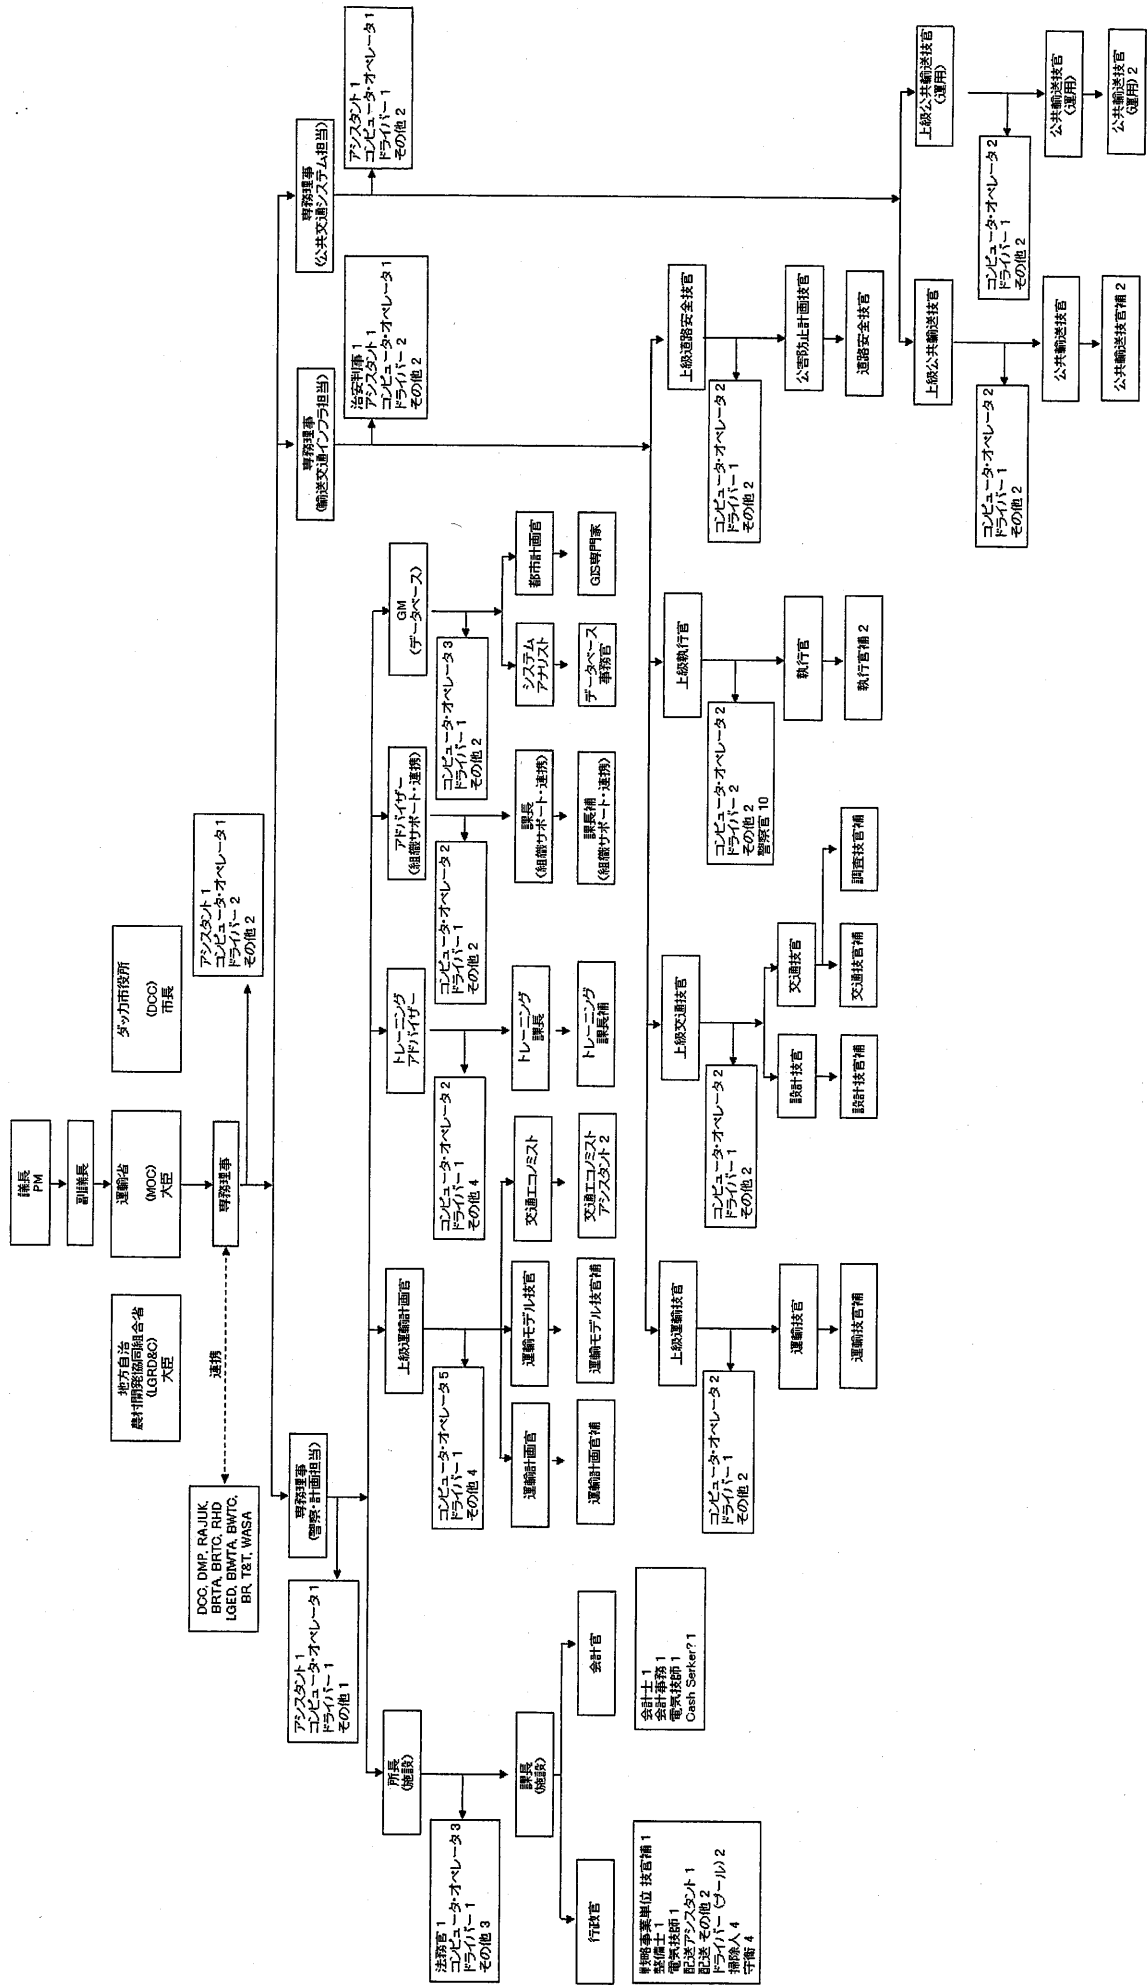 議長
PM
副議長
地方自治
農村開発協同組合省
(LGRD&C)
大臣
運輸省
(MOC)
大臣
ダッカ市役所
(DCC)
市長
DCC, DMP, RAJUK,
BRTA, BRTC, RHD
LGED, BIWTA, BWTC,
BR, T&T, WASA
連携
専務理事
アシスタント 1
コンピュータ・オペレータ 1
ドライバー 2
その他 2
専務理事
(警察・計画担当)
アシスタント 1
コンピュータ・オペレータ 1
ドライバー 1
その他 1
専務理事
(輸送交通インフラ担当)
治安判事 1
アシスタント 1
コンピュータ・オペレータ 1
ドライバー 2
その他 2
専務理事
(公共交通システム担当)
アシスタント 1
コンピュータ・オペレータ 1
ドライバー 1
その他 2
所長
(施設)
法務官 1
コンピュータ・オペレータ 3
ドライバー 1
その他 3
課長
(施設)
行政官
会計官
戦略事業単位 技官補 1
整備士 1
電気技師 1
配送アシスタント 1
配送 その他 2
ドライバー (プール) 2
掃除人 4
守衛 4
会計士 1
会計事務 1
電気技師 1
Cash Serker? 1
上級運輸計画官
コンピュータ・オペレータ 5
ドライバー 1
その他 4
運輸計画官
運輸モデル技官
交通エコノミスト
運輸計画官補
運輸モデル技官補
交通エコノミスト
アシスタント 2
トレーニング
アドバイザー
コンピュータ・オペレータ 2
ドライバー 1
その他 4
トレーニング
課長
トレーニング
課長補
アドバイザー
(組織サポート・連携)
コンピュータ・オペレータ 2
ドライバー 1
その他 2
課長
(組織サポート・連携)
課長補
(組織サポート・連携)
GM
(データベース)
コンピュータ・オペレータ 3
ドライバー 1
その他 2
システム
アナリスト
都市計画官
データベース
事務官
GIS専門家
上級運輸技官
コンピュータ・オペレータ 2
ドライバー 1
その他 2
運輸技官
運輸技官補
上級交通技官
コンピュータ・オペレータ 2
ドライバー 1
その他 2
設計技官
交通技官
設計技官補
交通技官補
調査技官補
上級執行官
コンピュータ・オペレータ 2
ドライバー 2
その他 2
警察官 10
執行官
執行官補 2
上級道路安全技官
コンピュータ・オペレータ 2
ドライバー 1
その他 2
公害防止計画技官
道路安全技官
上級公共輸送技官
コンピュータ・オペレータ 2
ドライバー 1
その他 2
公共輸送技官
公共輸送技官補 2
上級公共輸送技官
(運用)
コンピュータ・オペレータ 2
ドライバー 1
その他 2
公共輸送技官
(運用)
公共輸送技官
(運用) 2